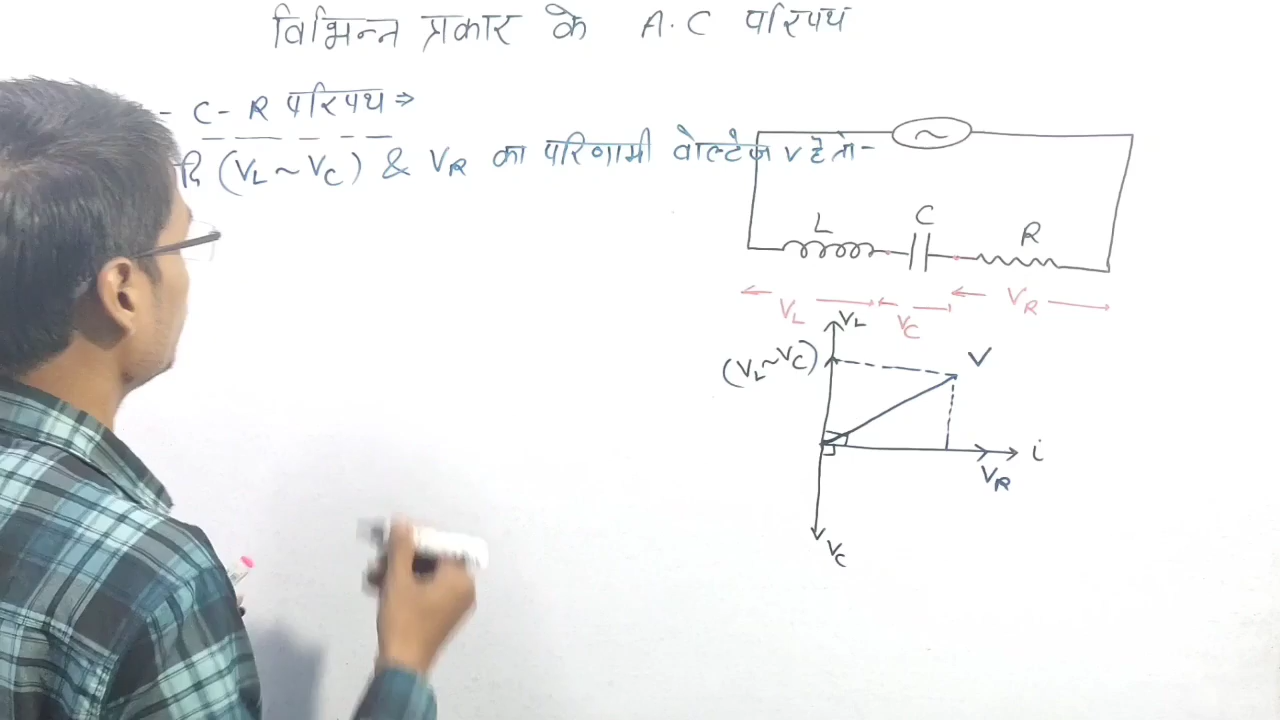 विभिन्न प्रकार के A.C परिपथ
- C - R परिपथ ⇒
दि (VL ~ VC) & VR का परिणामी वोल्टेज V है तो -
L
C
R
VL
VC
VR
VL
(VL~VC)
V
i
VR
VC